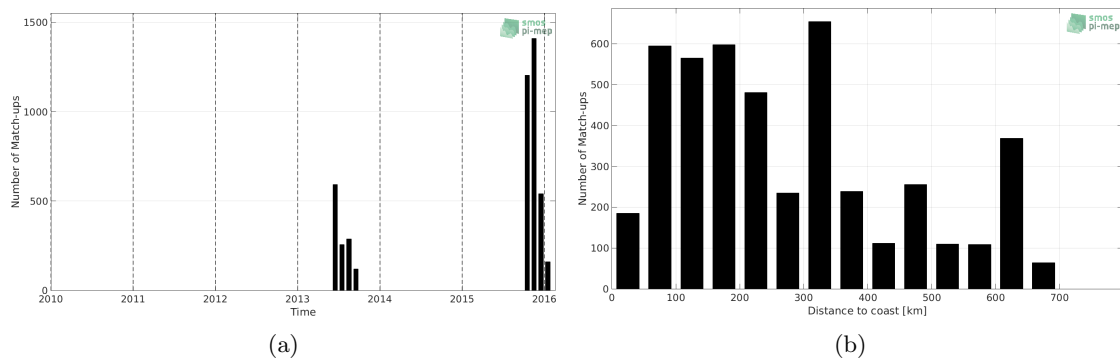 smos
pi-mep
1500
1000
500
0
Number of Match-ups
2010 2011 2012 2013 2014 2015 2016
Time
(a)
smos
pi-mep
600
500
400
300
200
100
0
Number of Match-ups
0 100 200 300 400 500 600 700
Distance to coast [km]
(b)